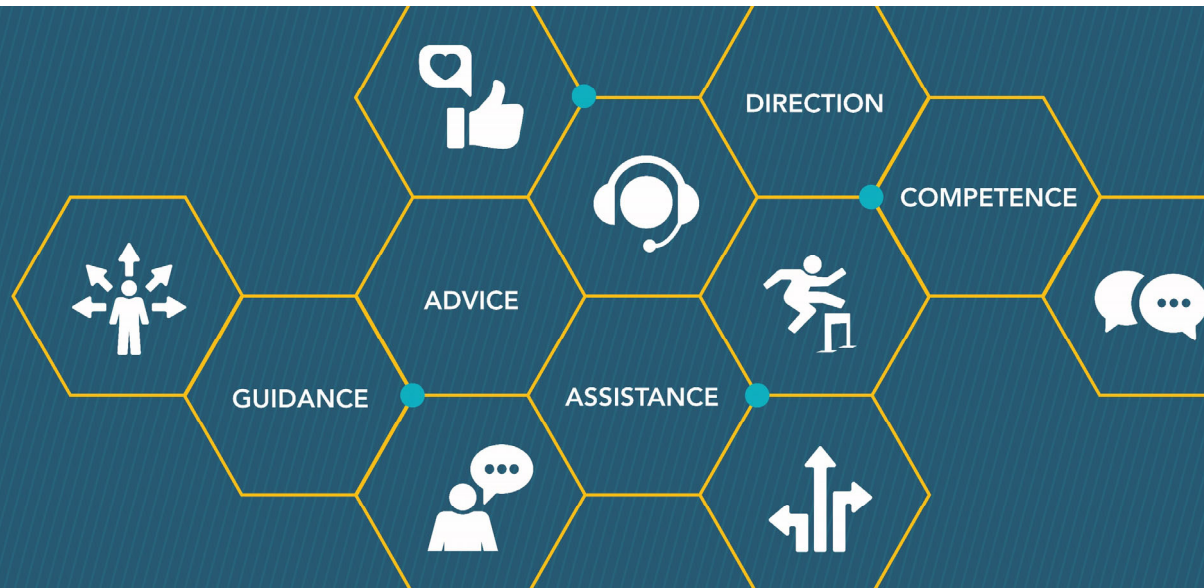 DIRECTION
COMPETENCE
ADVICE
GUIDANCE
ASSISTANCE